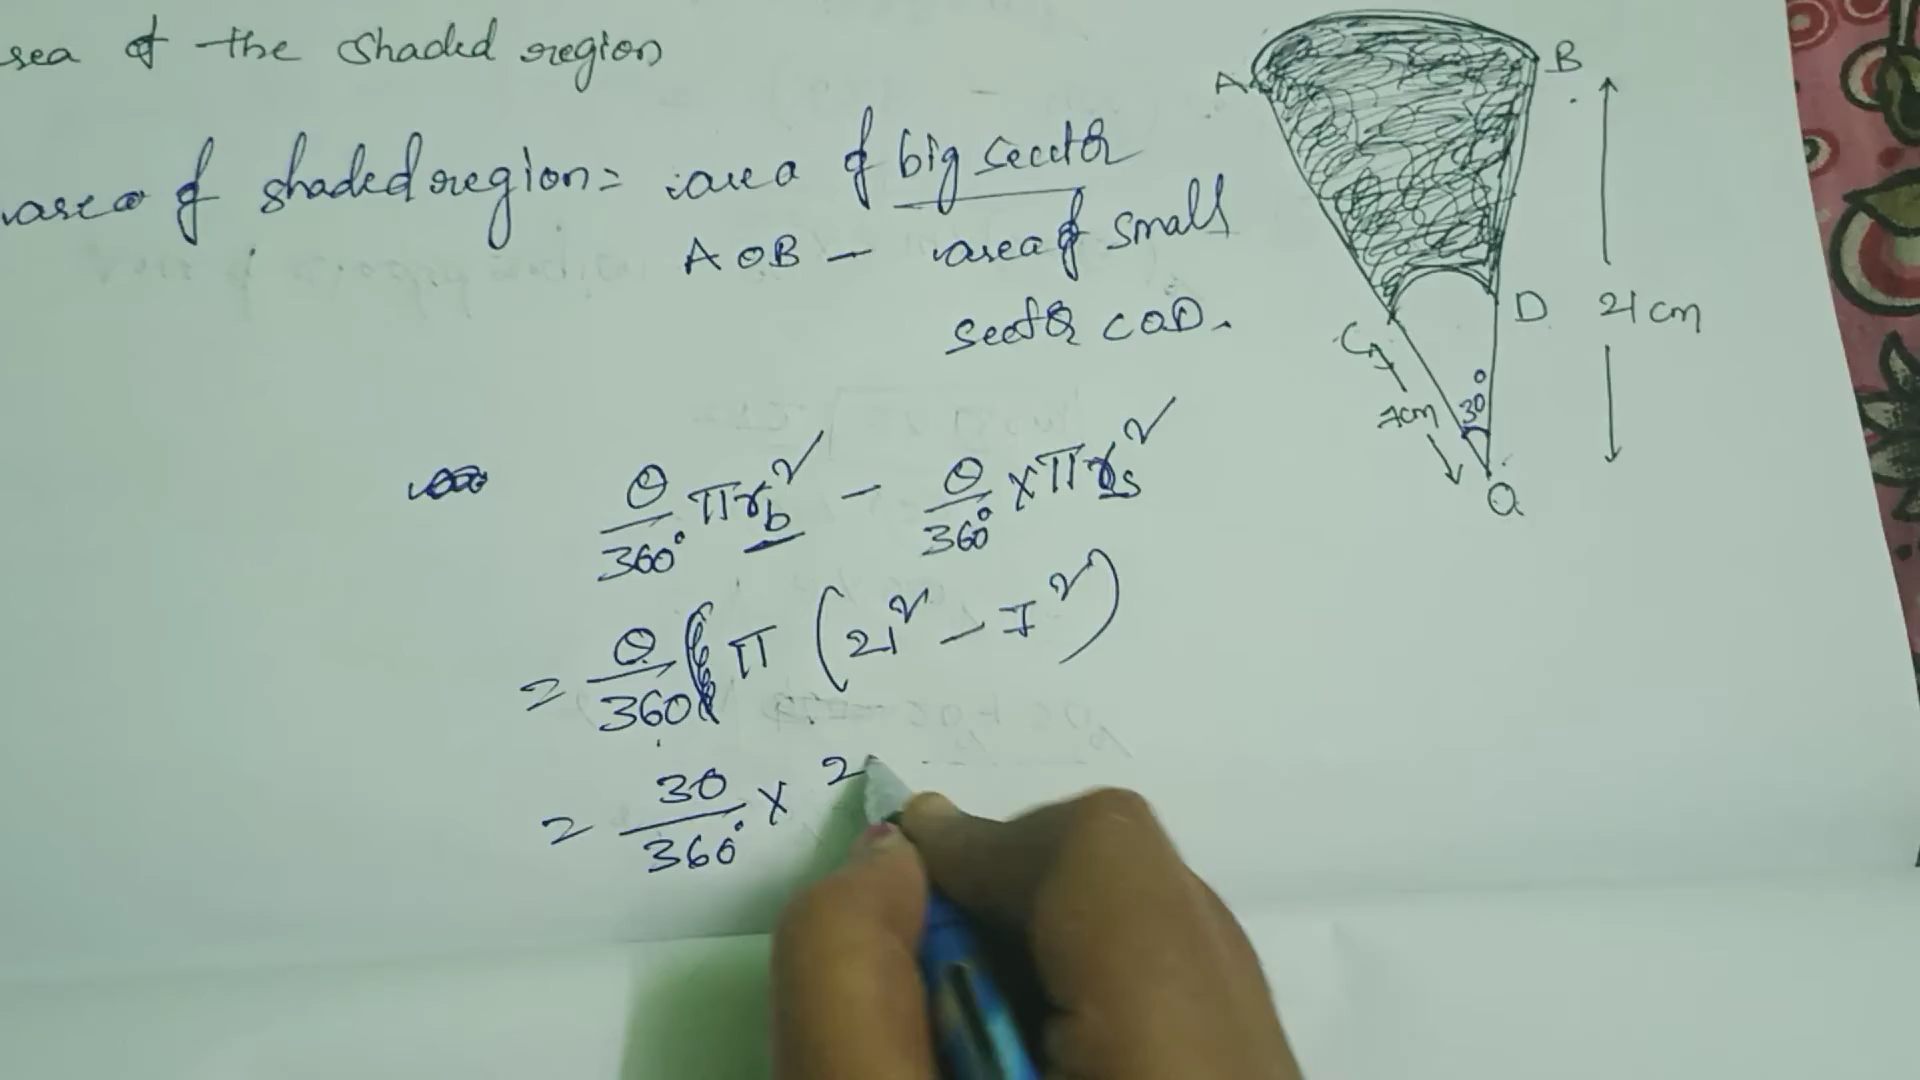 of the shaded region
area of shaded region = area of big sector
AOB - area of small
sector COD.
θ/360° πr_b² - θ/360° × πr_s²
= θ/360 π (21² - 7²)
= 30/360° × 2
A
B
C
D
21 cm
7cm
30°
O